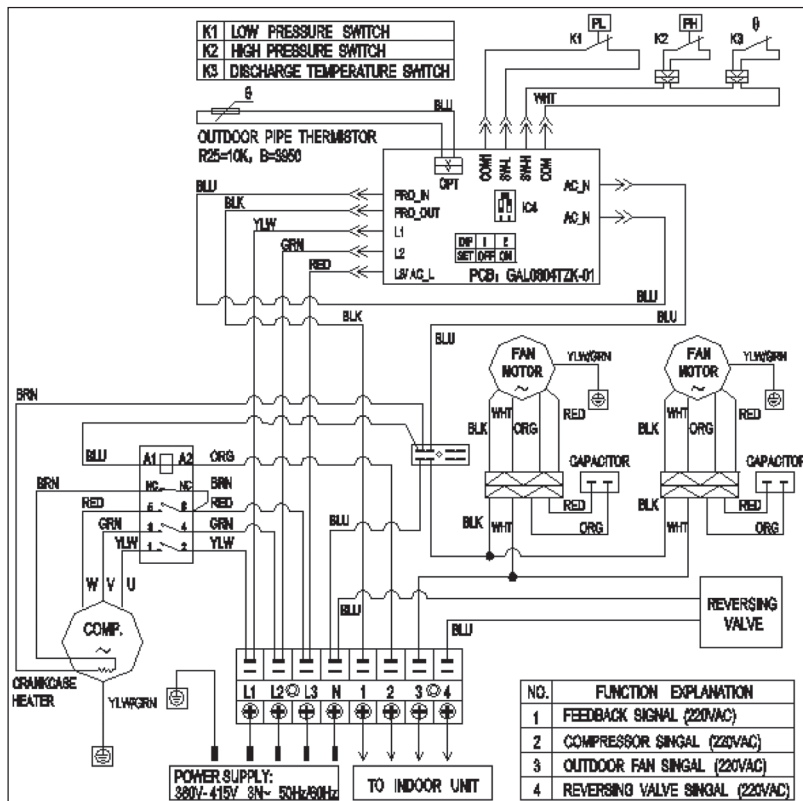 K1 LOW PRESSURE SWITCH
K2 HIGH PRESSURE SWITCH
K3 DISCHARGE TEMPERATURE SWITCH
PL
PH
θ
K1
K2
K3
θ
BLU
WHT
OUTDOOR PIPE THERMISTOR
R25=10K, B=3950
OPT
COM1
SW-L
SW-H
COM
BLU
PRO_IN
AC_N
BLK
PRO_OUT
IC4
YLW
L1
AC_N
GRN
L2
DIP 1 2
SET OFF ON
RED
L3/AC_L
PCB: GAL0804TZK-01
BLU
BLK
BLU
BLU
FAN MOTOR
~
YLW/GRN
FAN MOTOR
~
YLW/GRN
BRN
BLK
WHT
ORG
RED
BLK
WHT
ORG
RED
BLU
A1 A2
ORG
CAPACITOR
CAPACITOR
BRN
NC NC
BRN
RED
5 6
RED
RED
RED
GRN
3 4
GRN
BLU
BLK
WHT
ORG
BLK
WHT
ORG
YLW
1 2
YLW
W V U
COMP.
~
BLU
REVERSING VALVE
BLU
CRANKCASE HEATER
YLW/GRN
L1 L2 L3 N 1 2 3 4
POWER SUPPLY:
380V-415V 3N~ 50Hz/60Hz
TO INDOOR UNIT
NO. FUNCTION EXPLANATION
1 FEEDBACK SIGNAL (220VAC)
2 COMPRESSOR SINGAL (220VAC)
3 OUTDOOR FAN SINGAL (220VAC)
4 REVERSING VALVE SINGAL (220VAC)